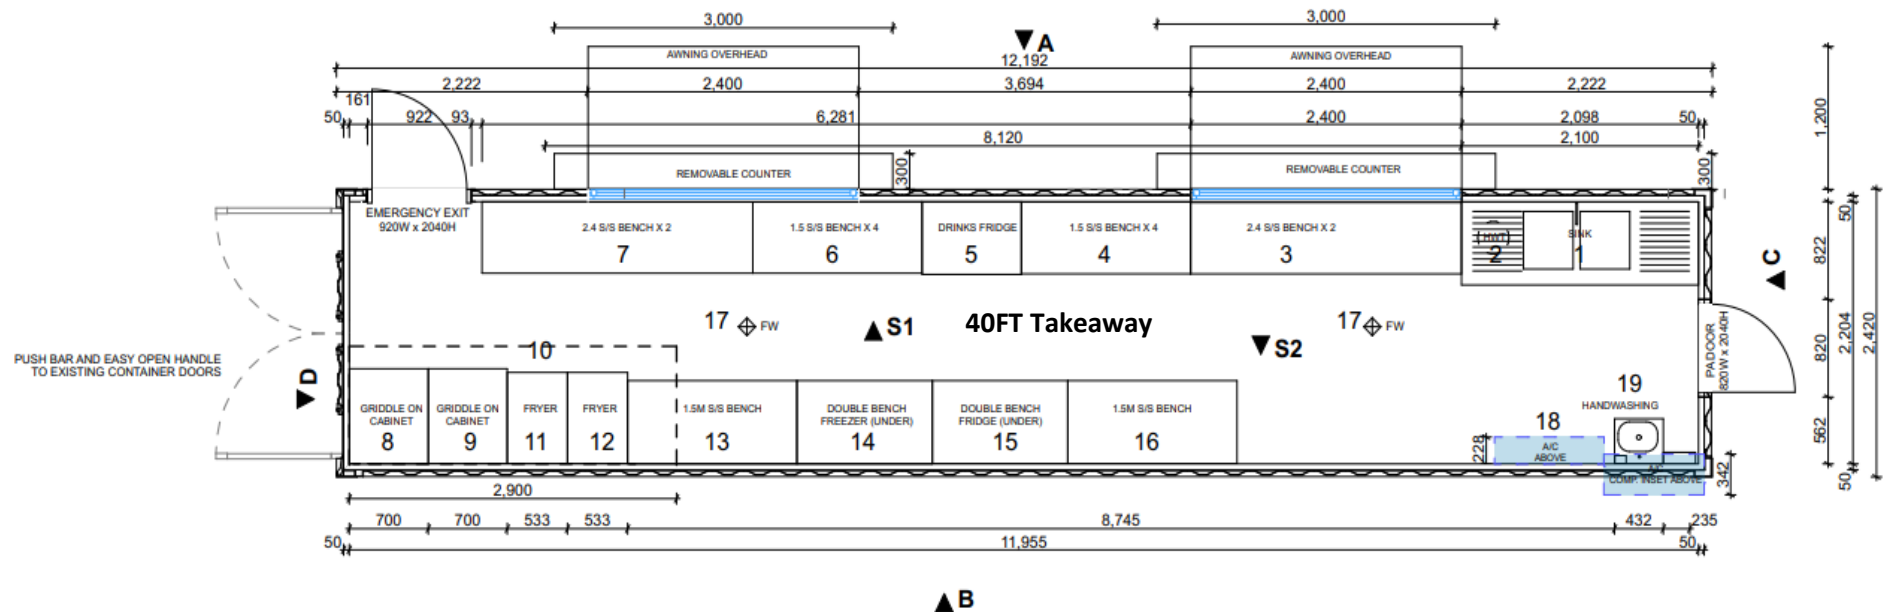 3,000
3,000
A
AWNING OVERHEAD
AWNING OVERHEAD
12,192
2,222
2,400
3,694
2,400
2,222
161
50
922
93
6,281
2,400
2,098
50
1,200
8,120
2,100
REMOVABLE COUNTER
300
REMOVABLE COUNTER
300
EMERGENCY EXIT
920W x 2040H
2.4 S/S BENCH X 2
7
1.5 S/S BENCH X 4
6
DRINKS FRIDGE
5
1.5 S/S BENCH X 4
4
2.4 S/S BENCH X 2
3
(HWT)
2
SINK
1
50
822
C
17
FW
S1
40FT Takeaway
S2
17
FW
PA DOOR
820W x 2040H
820
2,204
2,420
PUSH BAR AND EASY OPEN HANDLE
TO EXISTING CONTAINER DOORS
D
10
GRIDDLE ON
CABINET
8
GRIDDLE ON
CABINET
9
FRYER
11
FRYER
12
1.5M S/S BENCH
13
DOUBLE BENCH
FREEZER (UNDER)
14
DOUBLE BENCH
FRIDGE (UNDER)
15
1.5M S/S BENCH
16
19
HANDWASHING
18
228
A/C
ABOVE
A/C
COMP. INSET ABOVE
562
342
50
2,900
700
700
533
533
8,745
432
235
50
11,955
50
B